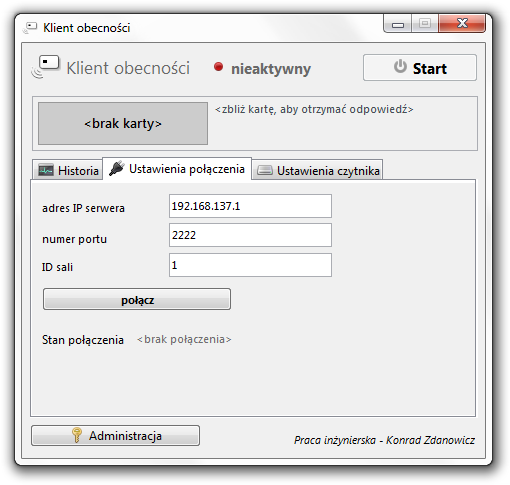 Klient obecności
Klient obecności nieaktywny Start
<brak karty> <zbliż kartę, aby otrzymać odpowiedź>
Historia Ustawienia połączenia Ustawienia czytnika
adres IP serwera 192.168.137.1
numer portu 2222
ID sali 1
połącz
Stan połączenia <brak połączenia>
Administracja Praca inżynierska - Konrad Zdanowicz